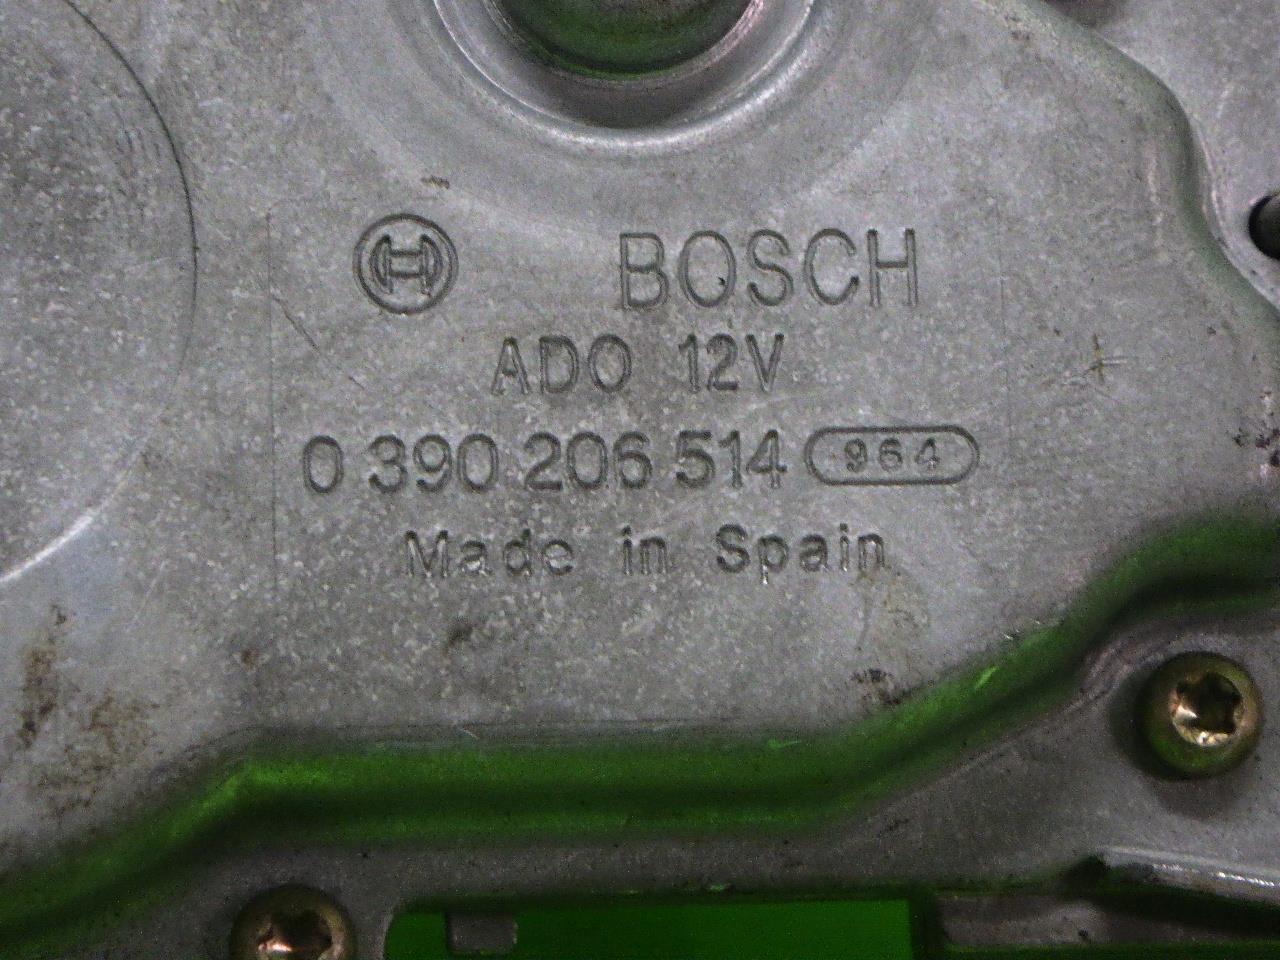 BOSCH
ADO 12V
0 390 206 514 964
Made in Spain